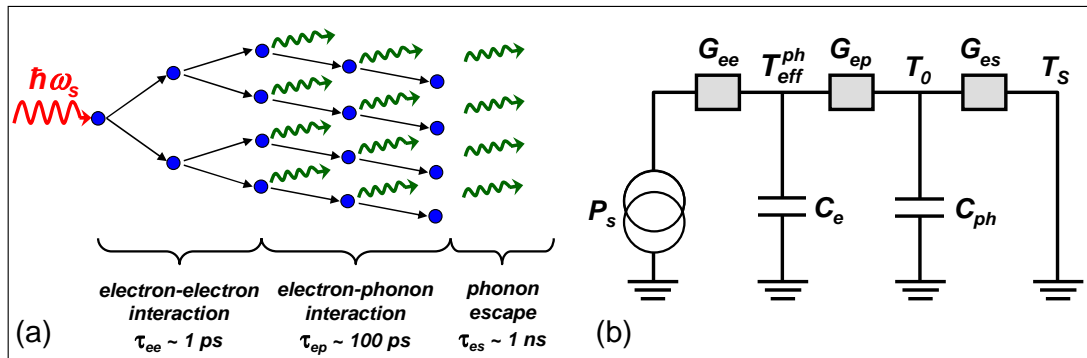 ħω_s
electron-electron
interaction
τ_ee ~ 1 ps
electron-phonon
interaction
τ_ep ~ 100 ps
phonon
escape
τ_es ~ 1 ns
(a)
G_ee T_eff^ph G_ep T_0 G_es T_S
P_s C_e C_ph
(b)